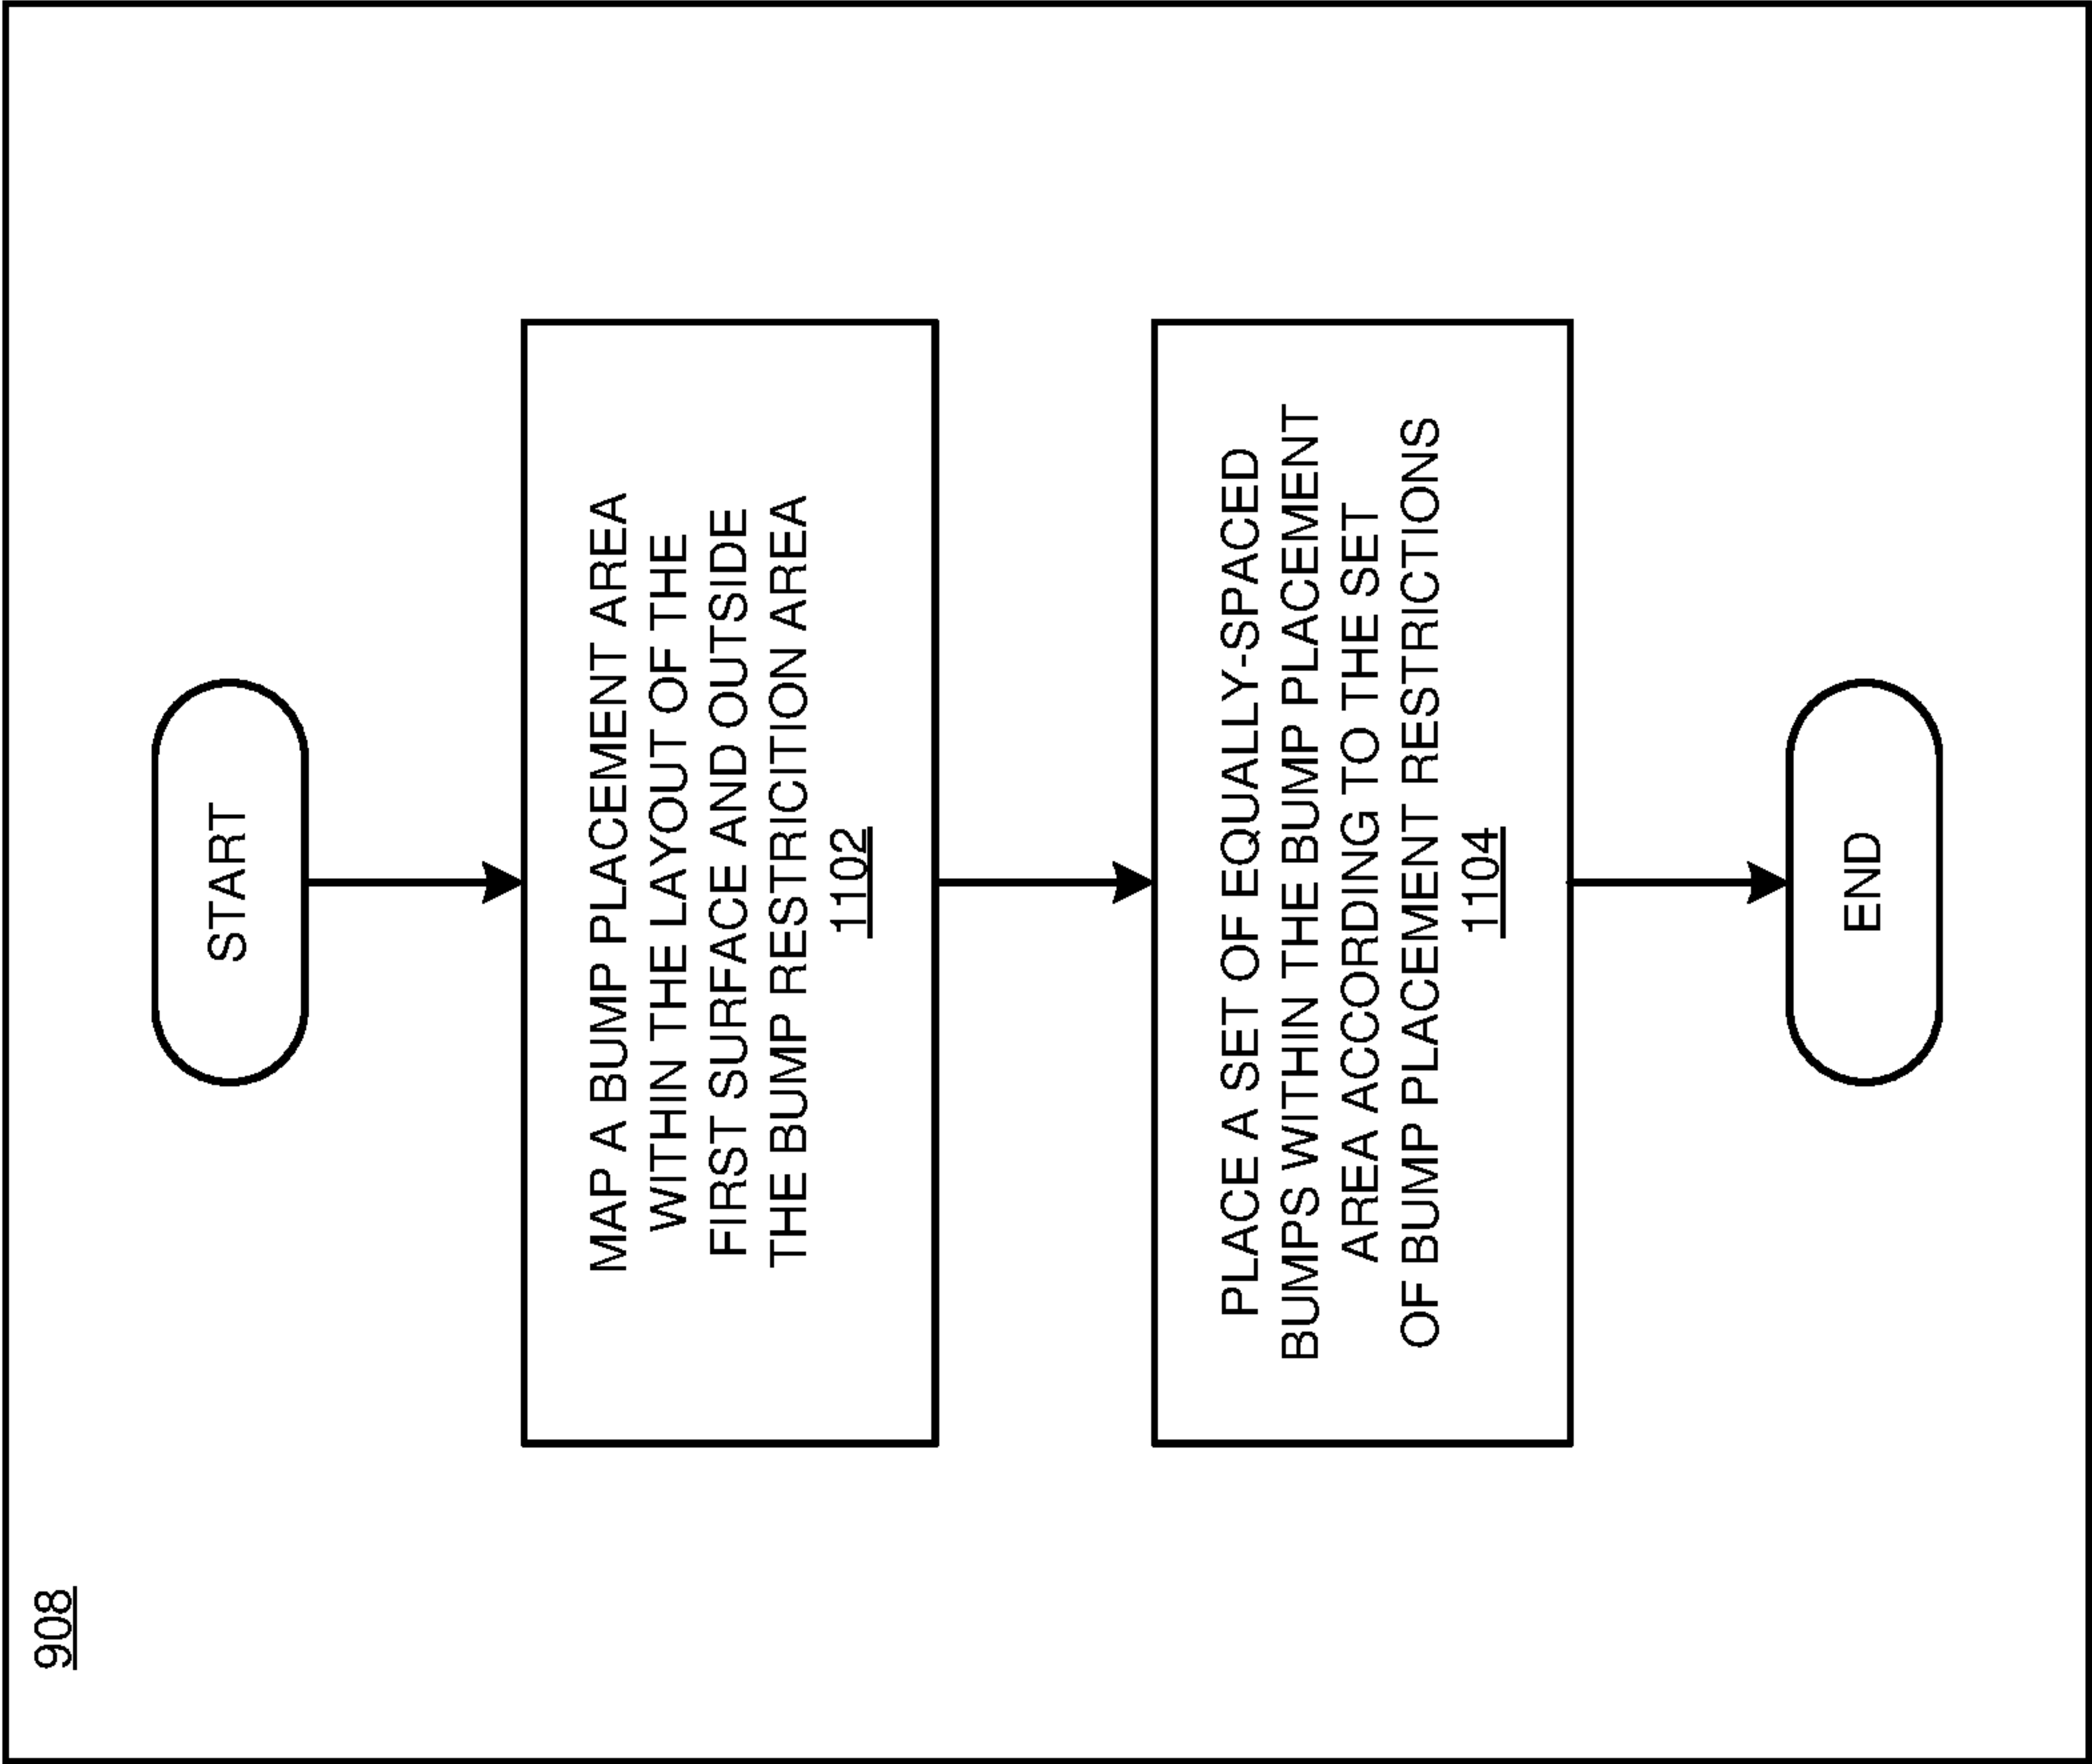 908
START
MAP A BUMP PLACEMENT AREA
WITHIN THE LAYOUT OF THE
FIRST SURFACE AND OUTSIDE
THE BUMP RESTRICITION AREA
1102
PLACE A SET OF EQUALLY-SPACED
BUMPS WITHIN THE BUMP PLACEMENT
AREA ACCORDING TO THE SET
OF BUMP PLACEMENT RESTRICTIONS
1104
END